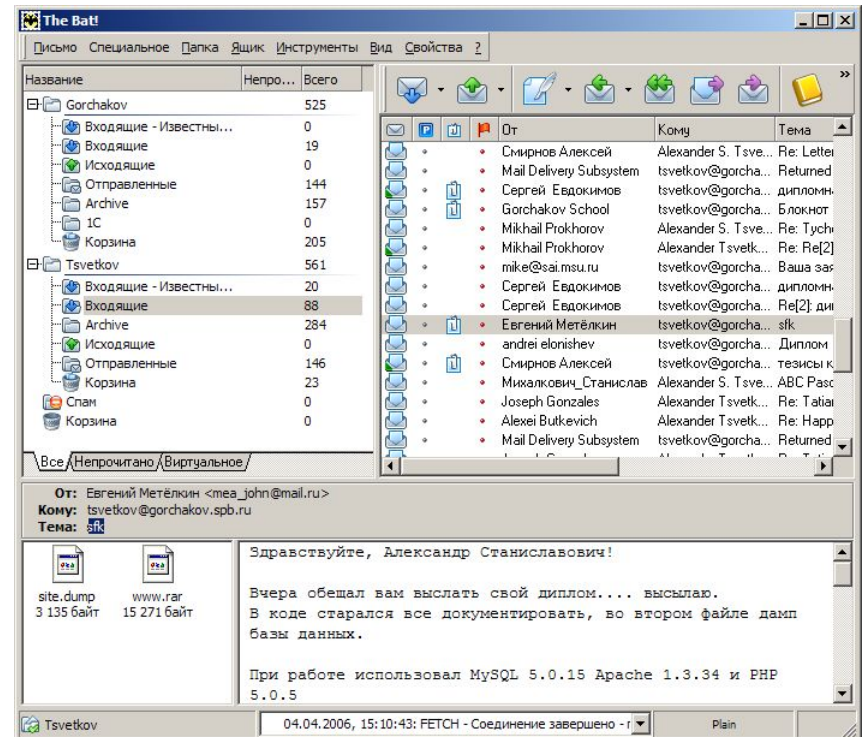 The Bat!
Письмо Специальное Папка Ящик Инструменты Вид Свойства ?
Название Непро... Всего
Gorchakov 525
Входящие - Известны... 0
Входящие 19
Исходящие 0
Отправленные 144
Archive 157
1C 0
Корзина 205
Tsvetkov 561
Входящие - Известны... 20
Входящие 88
Archive 284
Исходящие 0
Отправленные 146
Корзина 23
Спам 0
Корзина 0
Все Непрочитано Виртуальное
»
От Кому Тема
Смирнов Алексей Alexander S. Tsve... Re: Letter
Mail Delivery Subsystem tsvetkov@gorcha... Returned
Сергей Евдокимов tsvetkov@gorcha... дипломн
Gorchakov School tsvetkov@gorcha... Блокнот
Mikhail Prokhorov Alexander S. Tsve... Re: Tych
Mikhail Prokhorov Alexander Tsvetk... Re: Re[2]
mike@sai.msu.ru tsvetkov@gorcha... Ваша зая
Сергей Евдокимов tsvetkov@gorcha... дипломн
Сергей Евдокимов tsvetkov@gorcha... Re[2]: ди
Евгений Метёлкин tsvetkov@gorcha... sfk
andrei elonishev tsvetkov@gorcha... Диплом
Смирнов Алексей tsvetkov@gorcha... тезисы к
Михалкович_Станислав Alexander S. Tsve... ABC Pasc
Joseph Gonzales Alexander Tsvetk... Re: Tatia
Alexei Butkevich Alexander Tsvetk... Re: Happ
Mail Delivery Subsystem tsvetkov@gorcha... Returned
От: Евгений Метёлкин <mea_john@mail.ru>
Кому: tsvetkov@gorchakov.spb.ru
Тема: sfk
site.dump
3 135 байт
www.rar
15 271 байт
Здравствуйте, Александр Станиславович!
Вчера обещал вам выслать свой диплом.... высылаю.
В коде старался все документировать, во втором файле дамп
базы данных.
При работе использовал MySQL 5.0.15 Apache 1.3.34 и PHP
5.0.5
Tsvetkov
04.04.2006, 15:10:43: FETCH - Соединение завершено - г
Plain